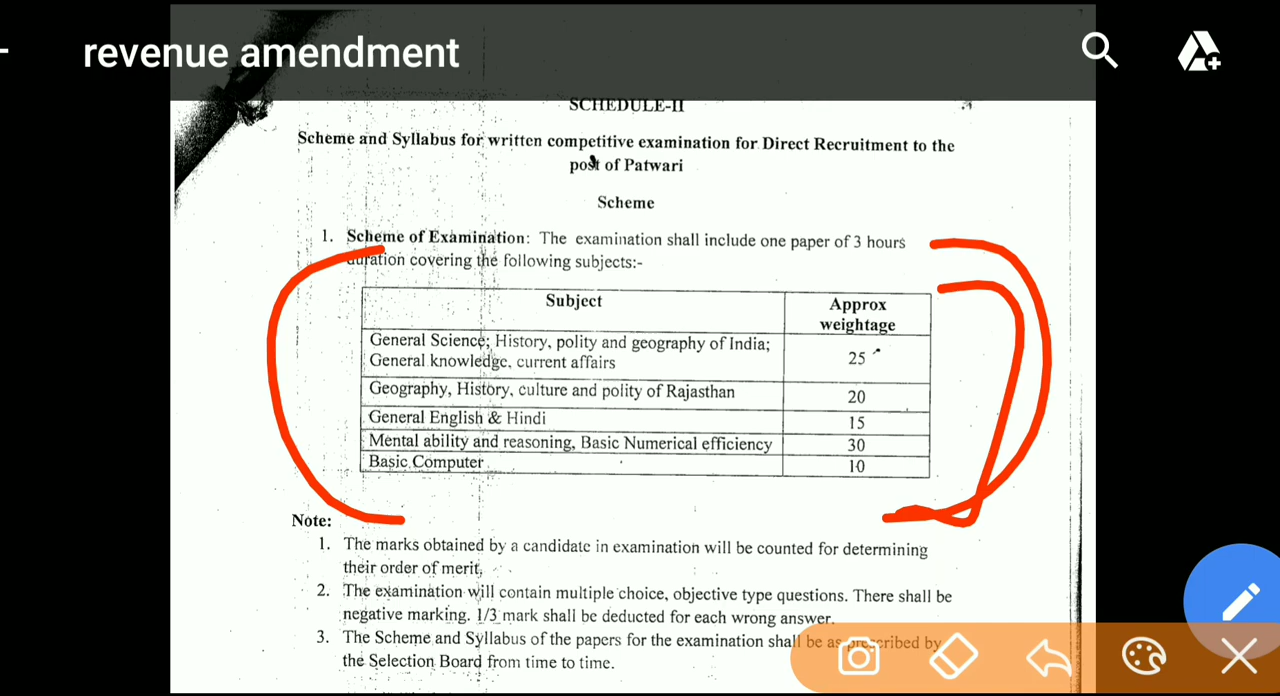 revenue amendment
SCHEDULE-II
Scheme and Syllabus for written competitive examination for Direct Recruitment to the
post of Patwari
Scheme
1. Scheme of Examination: The examination shall include one paper of 3 hours
duration covering the following subjects:-
Subject Approx weightage
General Science; History, polity and geography of India;
General knowledge, current affairs 25
Geography, History, culture and polity of Rajasthan 20
General English & Hindi 15
Mental ability and reasoning, Basic Numerical efficiency 30
Basic Computer 10
Note:
1. The marks obtained by a candidate in examination will be counted for determining
their order of merit.
2. The examination will contain multiple choice, objective type questions. There shall be
negative marking. 1/3 mark shall be deducted for each wrong answer.
3. The Scheme and Syllabus of the papers for the examination shall be as prescribed by
the Selection Board from time to time.